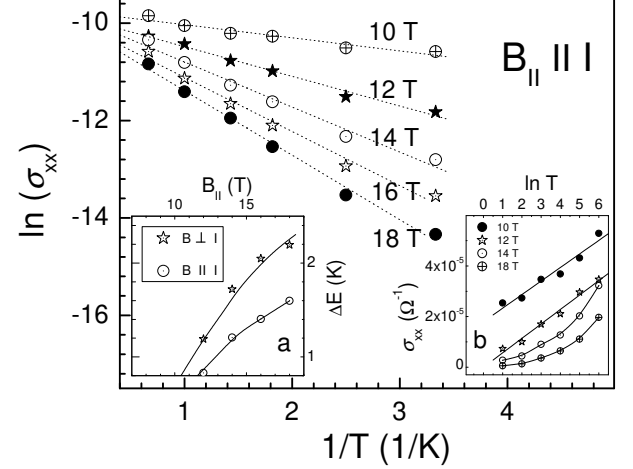 -10
-12
-14
-16
ln (σxx)
10 T
12 T
14 T
16 T
18 T
B|| || I
B|| (T)
10
15
B ⊥ I
B || I
2
1
ΔE (K)
a
ln T
0 1 2 3 4 5 6
10 T
12 T
14 T
18 T
4x10⁻⁵
2x10⁻⁵
0
σxx (Ω⁻¹)
b
1 2 3 4
1/T (1/K)